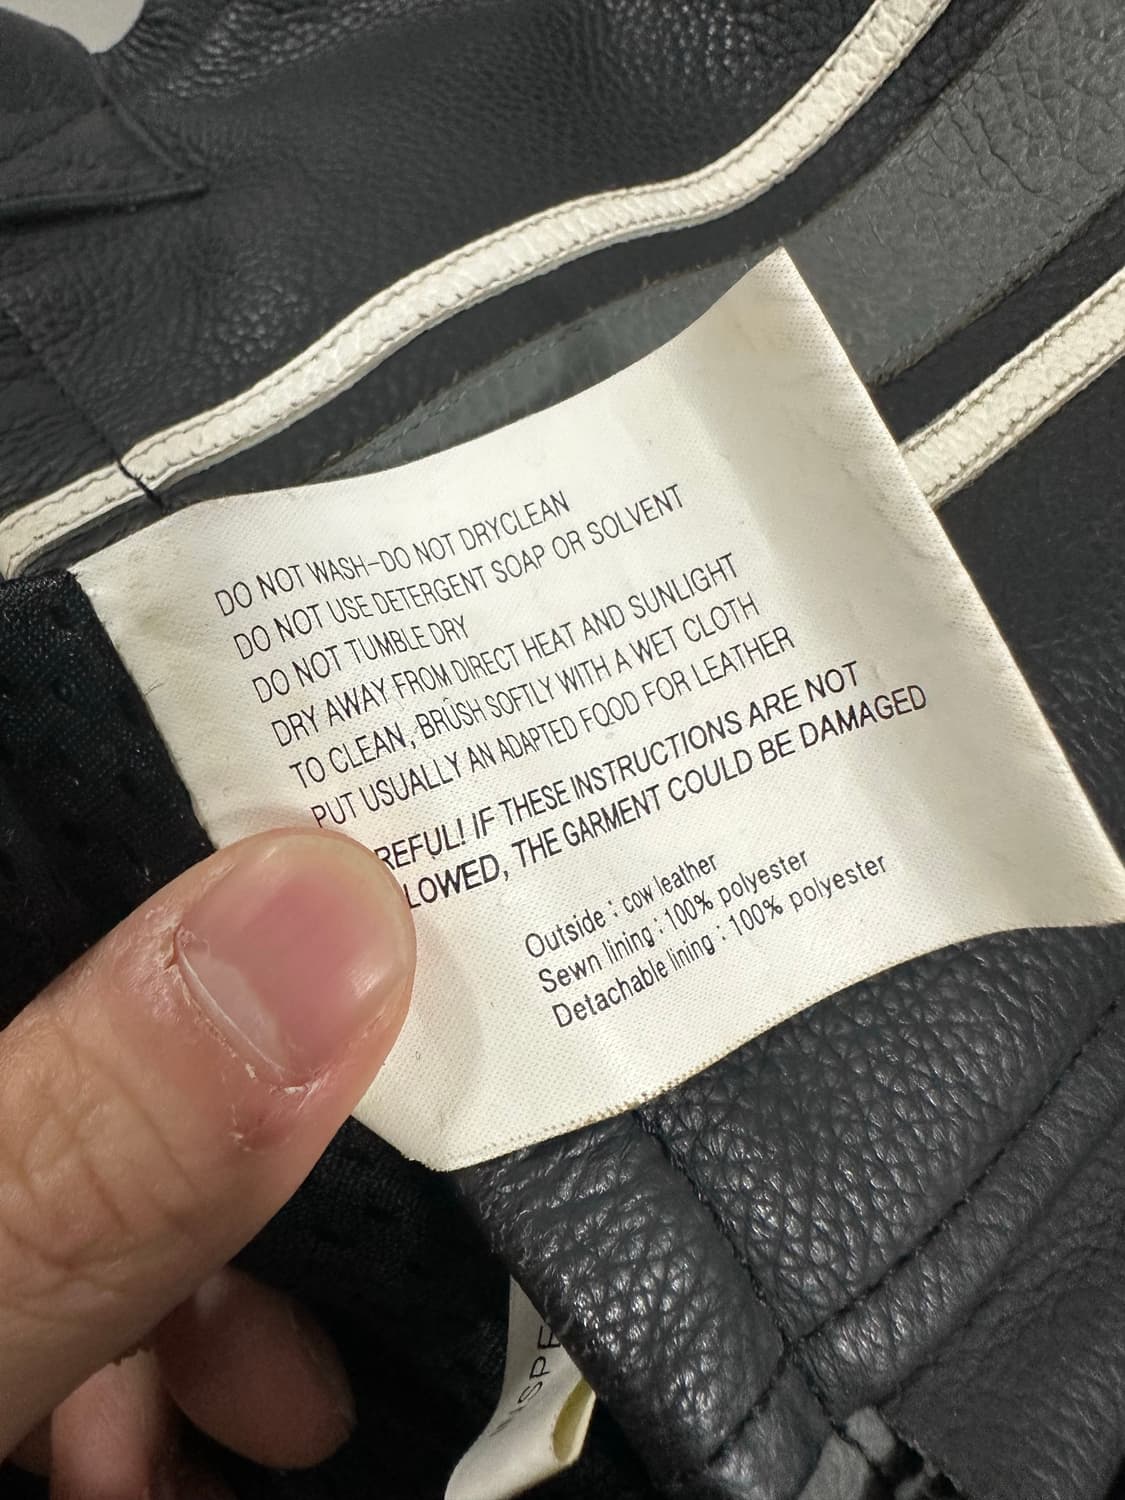 DO NOT WASH-DO NOT DRYCLEAN
DO NOT USE DETERGENT SOAP OR SOLVENT
DO NOT TUMBLE DRY
DRY AWAY FROM DIRECT HEAT AND SUNLIGHT
TO CLEAN, BRUSH SOFTLY WITH A WET CLOTH
PUT USUALLY AN ADAPTED FOOD FOR LEATHER
REFUL! IF THESE INSTRUCTIONS ARE NOT
LOWED, THE GARMENT COULD BE DAMAGED
Outside : cow leather
Sewn lining : 100% polyester
Detachable lining : 100% polyester